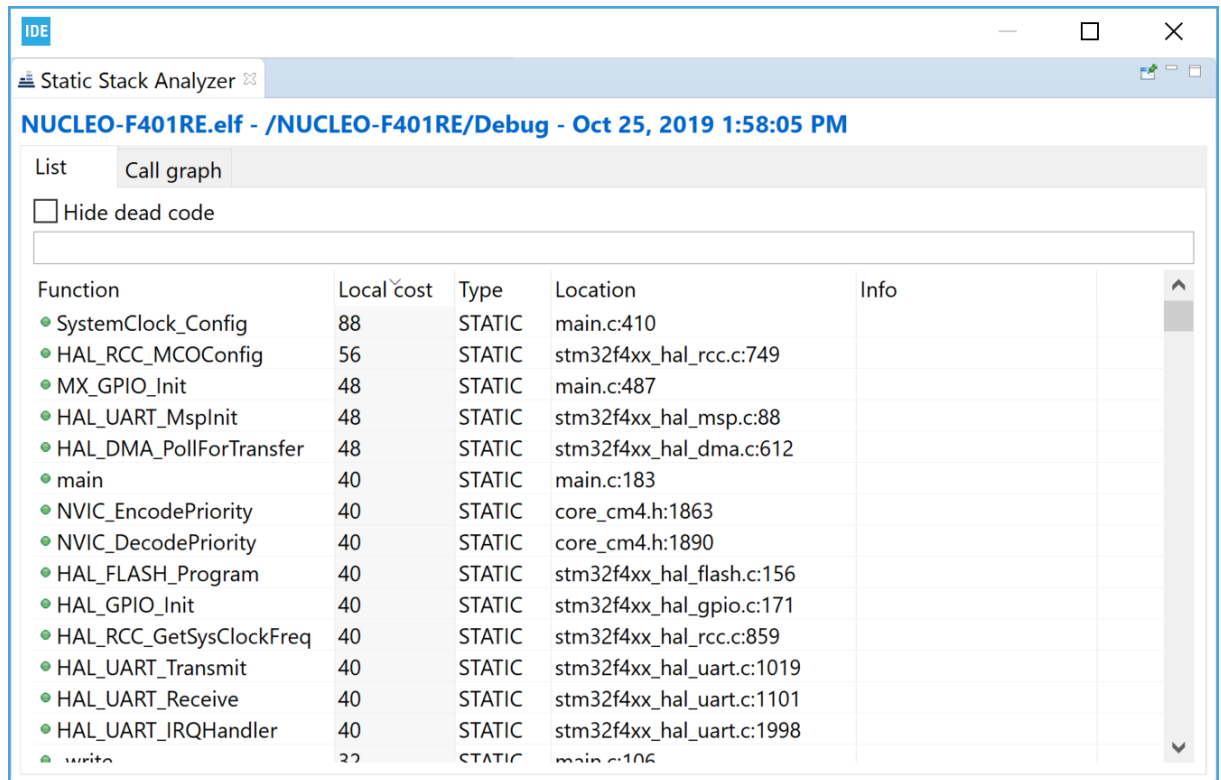 IDE
Static Stack Analyzer
NUCLEO-F401RE.elf - /NUCLEO-F401RE/Debug - Oct 25, 2019 1:58:05 PM
List Call graph
Hide dead code
Function Local cost Type Location Info
SystemClock_Config 88 STATIC main.c:410
HAL_RCC_MCOConfig 56 STATIC stm32f4xx_hal_rcc.c:749
MX_GPIO_Init 48 STATIC main.c:487
HAL_UART_MspInit 48 STATIC stm32f4xx_hal_msp.c:88
HAL_DMA_PollForTransfer 48 STATIC stm32f4xx_hal_dma.c:612
main 40 STATIC main.c:183
NVIC_EncodePriority 40 STATIC core_cm4.h:1863
NVIC_DecodePriority 40 STATIC core_cm4.h:1890
HAL_FLASH_Program 40 STATIC stm32f4xx_hal_flash.c:156
HAL_GPIO_Init 40 STATIC stm32f4xx_hal_gpio.c:171
HAL_RCC_GetSysClockFreq 40 STATIC stm32f4xx_hal_rcc.c:859
HAL_UART_Transmit 40 STATIC stm32f4xx_hal_uart.c:1019
HAL_UART_Receive 40 STATIC stm32f4xx_hal_uart.c:1101
HAL_UART_IRQHandler 40 STATIC stm32f4xx_hal_uart.c:1998
_write 32 STATIC main.c:106